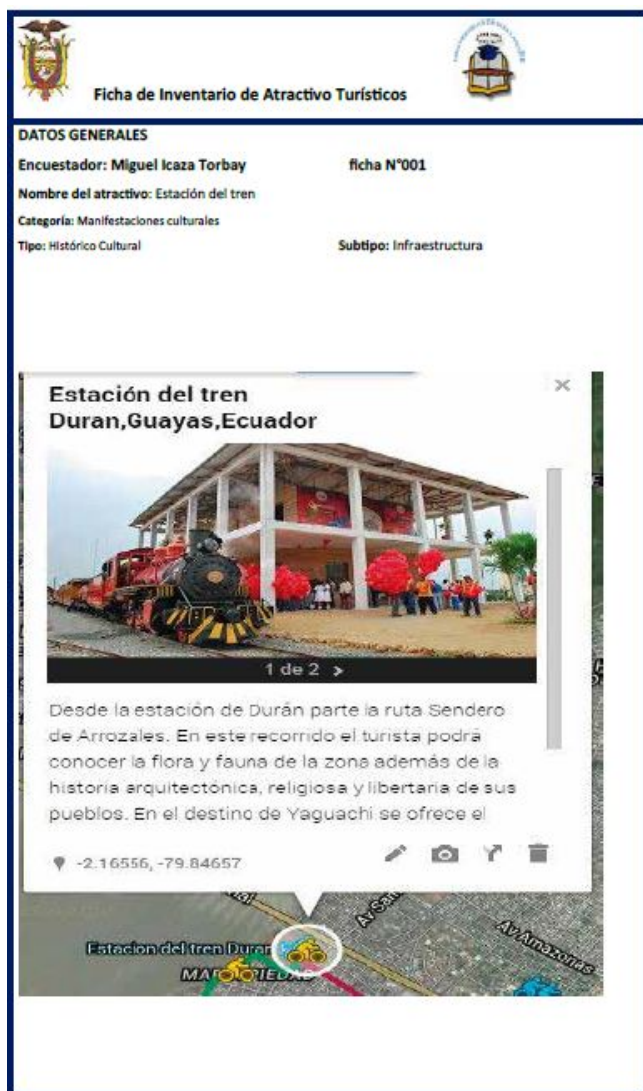 Ficha de Inventario de Atractivo Turísticos
DATOS GENERALES
Encuestador: Miguel Icaza Torbay ficha N°001
Nombre del atractivo: Estación del tren
Categoría: Manifestaciones culturales
Tipo: Histórico Cultural Subtipo: Infraestructura
Estación del tren
Duran,Guayas,Ecuador
1 de 2 >
Desde la estación de Durán parte la ruta Sendero
de Arrozales. En este recorrido el turista podrá
conocer la flora y fauna de la zona además de la
historia arquitectónica, religiosa y libertaria de sus
pueblos. En el destino de Yaguachi se ofrece el
-2.16556, -79.84657
Estacion del tren Duran
Av Amazonas